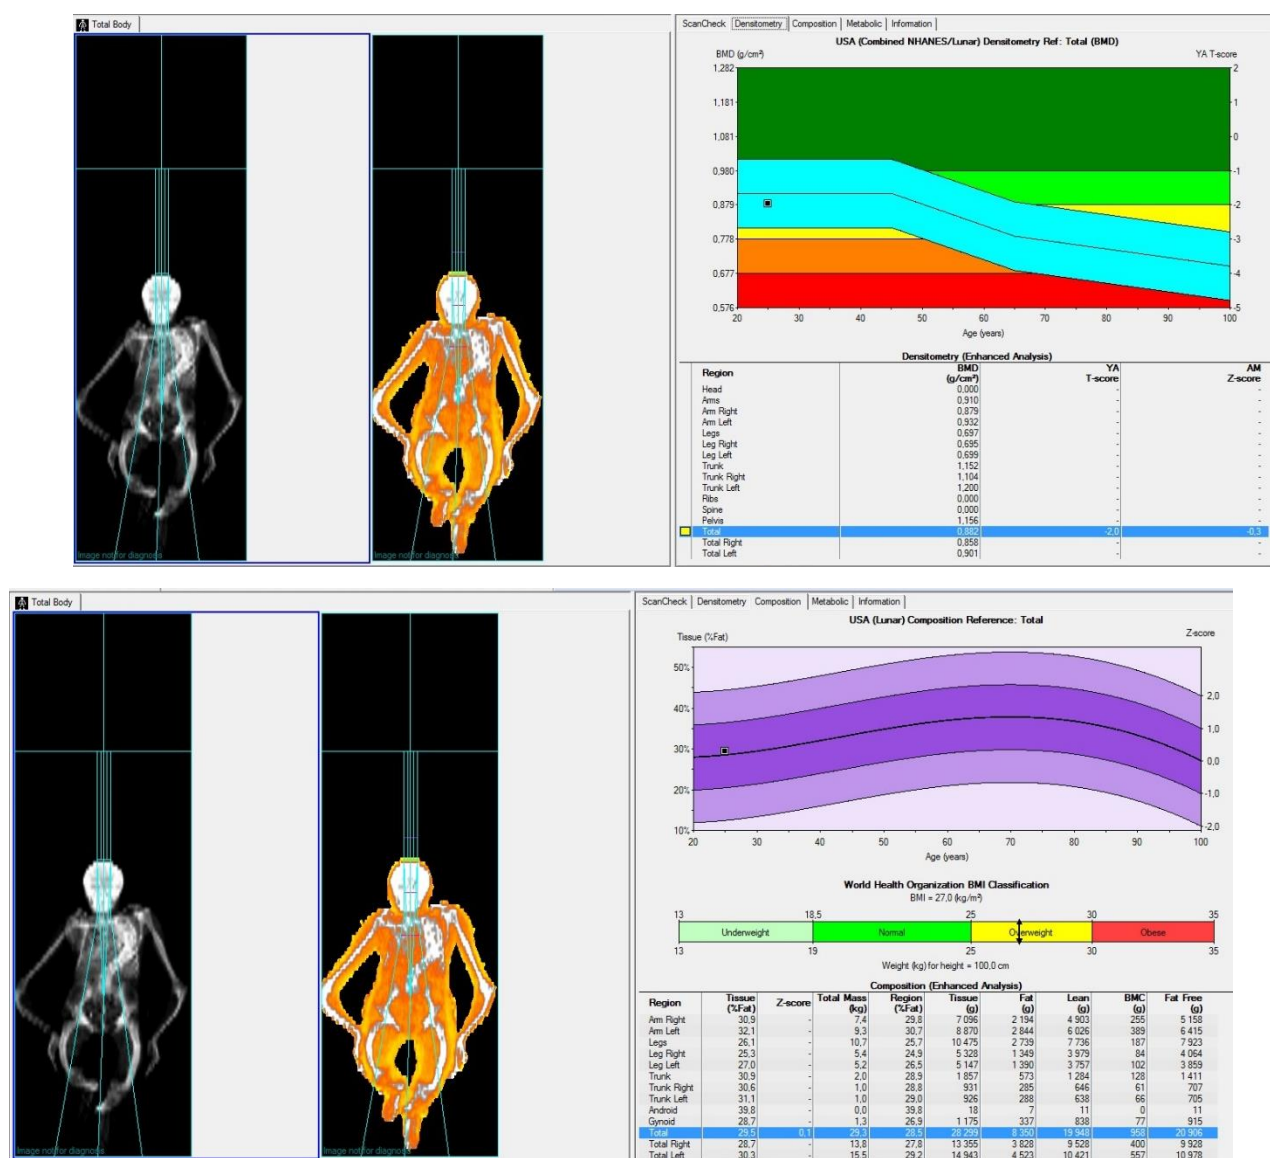 Total Body
ScanCheck Densitometry Composition Metabolic Information
USA (Combined NHANES/Lunar) Densitometry Ref: Total (BMD)
BMD (g/cm²) YA T-score
1,282 2
1,181 1
1,081 0
0,980 -1
0,879 -2
0,778 -3
0,677 -4
0,576 -5
20 30 40 50 60 70 80 90 100
Age (years)
Densitometry (Enhanced Analysis)
Region BMD (g/cm²) YA T-score AM Z-score
Head 0,000 - -
Arms 0,910 - -
Arm Right 0,879 - -
Arm Left 0,932 - -
Legs 0,697 - -
Leg Right 0,695 - -
Leg Left 0,699 - -
Trunk 1,152 - -
Trunk Right 1,104 - -
Trunk Left 1,200 - -
Ribs 0,000 - -
Spine 0,000 - -
Pelvis 1,156 - -
Total 0,882 -2,0 -0,3
Total Right 0,858 - -
Total Left 0,901 - -
Image not for diagnosis
Total Body
ScanCheck Densitometry Composition Metabolic Information
USA (Lunar) Composition Reference: Total
Tissue (%Fat) Z-score
50%
40% 2,0
30% 1,0
20% 0,0
10% -1,0
-2,0
20 30 40 50 60 70 80 90 100
Age (years)
World Health Organization BMI Classification
BMI = 27,0 (kg/m²)
13 18,5 25 30 35
Underweight Normal Overweight Obese
13 19 25 30 35
Weight (kg) for height = 100,0 cm
Composition (Enhanced Analysis)
Region Tissue (%Fat) Z-score Total Mass (kg) Region (%Fat) Tissue (g) Fat (g) Lean (g) BMC (g) Fat Free (g)
Arm Right 30,9 - 7,4 29,8 7 096 2 194 4 903 255 5 158
Arm Left 32,1 - 9,3 30,7 8 870 2 844 6 026 389 6 415
Legs 26,1 - 10,7 25,7 10 475 2 739 7 736 187 7 923
Leg Right 25,3 - 5,4 24,9 5 328 1 349 3 979 84 4 064
Leg Left 27,0 - 5,2 26,5 5 147 1 390 3 757 102 3 859
Trunk 30,9 - 2,0 28,9 1 857 573 1 284 128 1 411
Trunk Right 30,6 - 1,0 28,8 931 285 646 61 707
Trunk Left 31,1 - 1,0 29,0 926 288 638 66 705
Android 39,8 - 0,0 39,8 18 7 11 0 11
Gynoid 28,7 - 1,3 26,9 1 175 337 838 77 915
Total 29,5 0,1 29,3 28,5 28 299 8 350 19 948 958 20 906
Total Right 28,7 - 13,8 27,8 13 355 3 828 9 528 400 9 928
Total Left 30,3 - 15,5 29,2 14 943 4 523 10 421 557 10 978
Image not for diagnosis